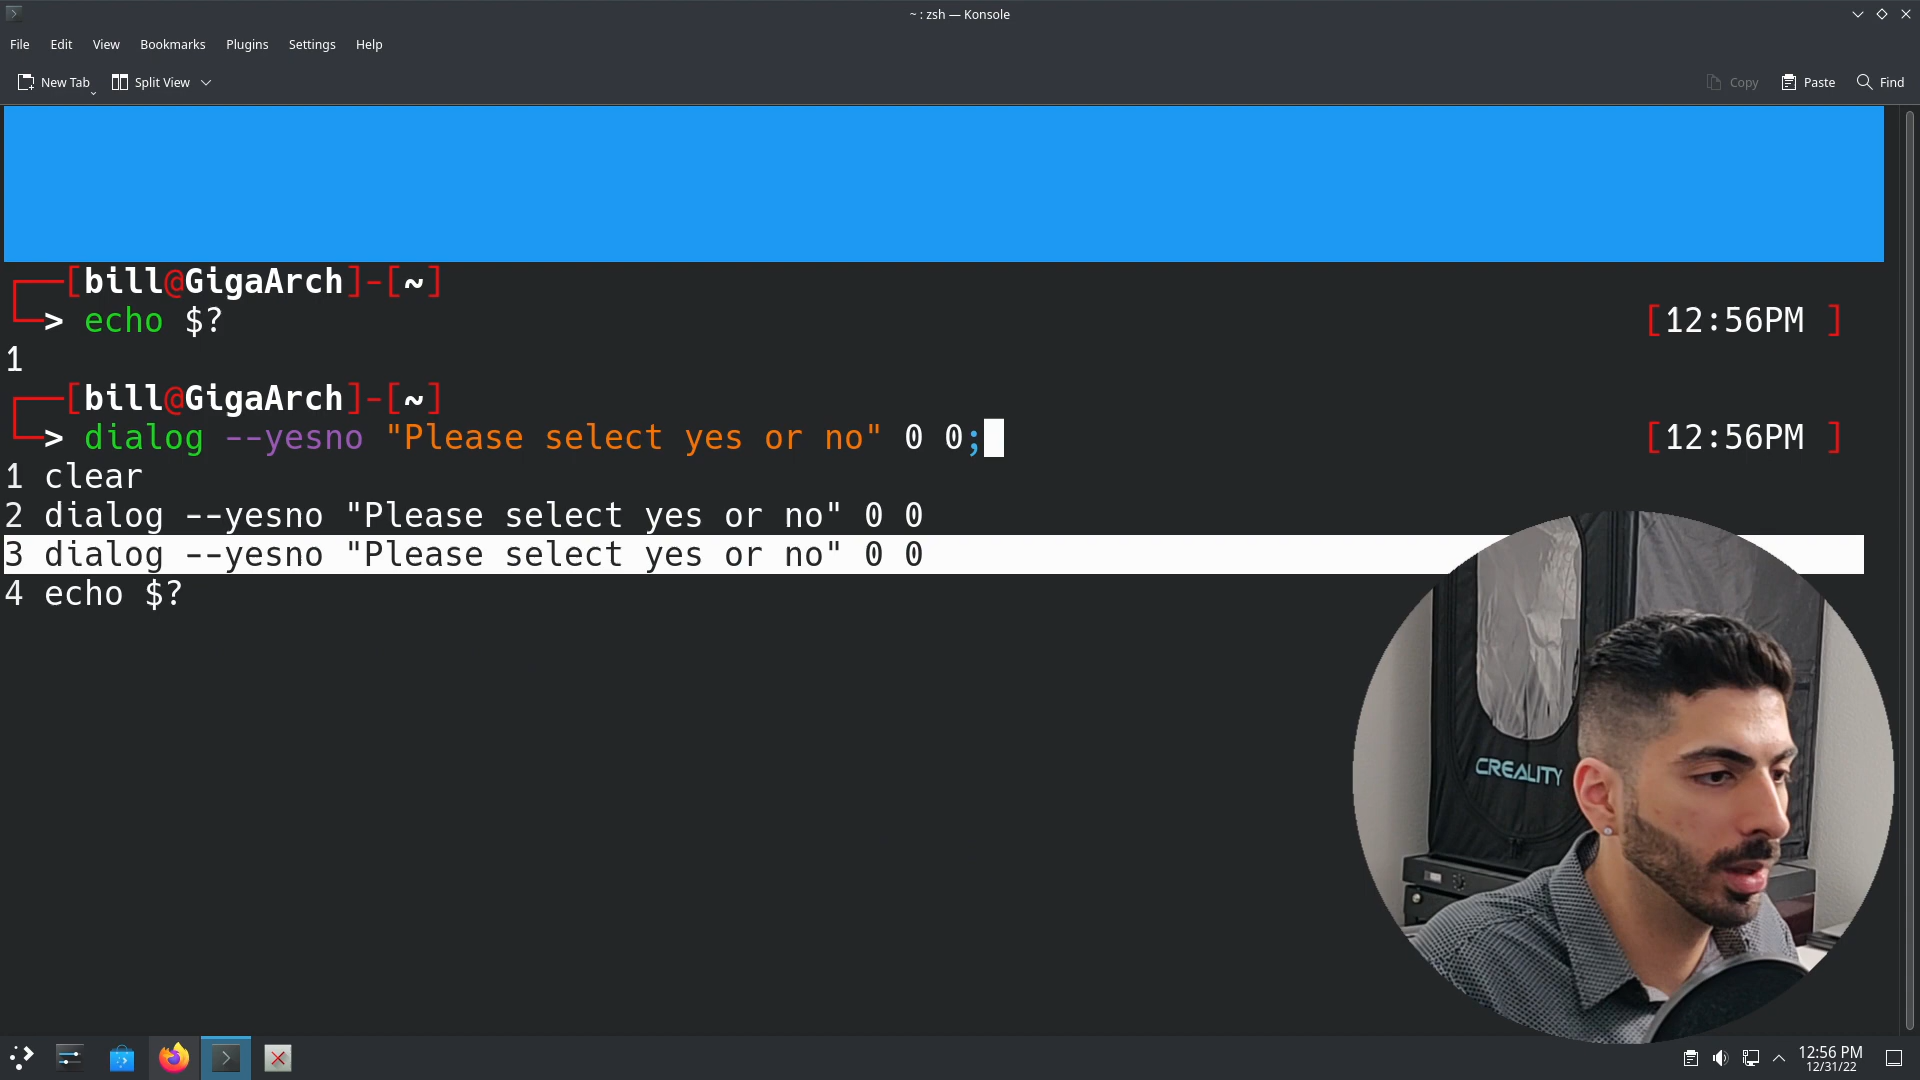 ~ : zsh — Konsole
File Edit View Bookmarks Plugins Settings Help
New Tab Split View Copy Paste Find
[bill@GigaArch]-[~]
> echo $? [12:56PM ]
1
[bill@GigaArch]-[~]
> dialog --yesno "Please select yes or no" 0 0; [12:56PM ]
1 clear
2 dialog --yesno "Please select yes or no" 0 0
3 dialog --yesno "Please select yes or no" 0 0
4 echo $?
CREALITY
12:56 PM
12/31/22